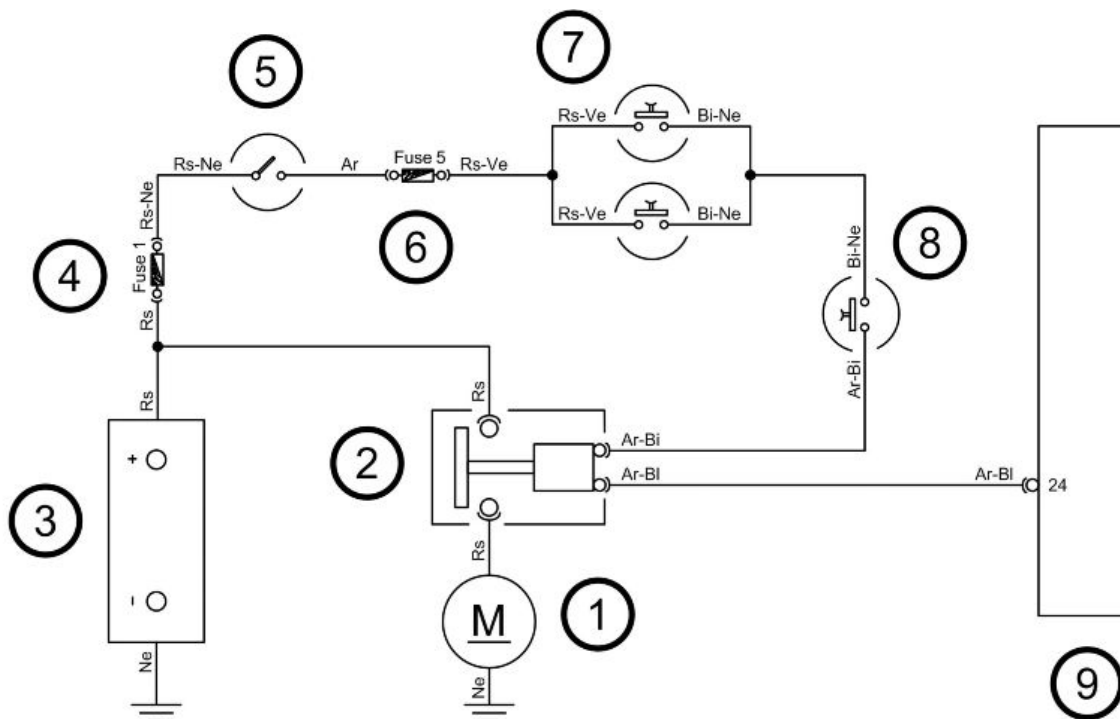 7
5
Rs-Ve
Bi-Ne
Fuse 5
Rs-Ne
Ar
Rs-Ve
Rs-Ne
Rs-Ve
Bi-Ne
6
8
4
Fuse 1
Bi-Ne
Rs
Ar-Bi
Rs
Rs
2
Ar-Bi
+
Ar-Bl
Ar-Bl
24
3
Rs
–
1
M
Ne
Ne
9